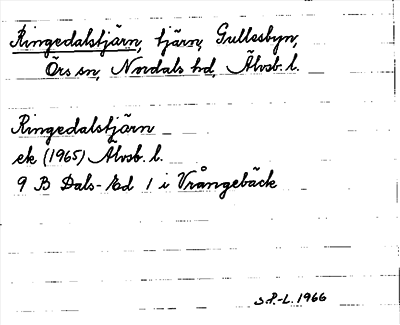 Ringedalstjärn, tjärn, Gullesbyn,
Örs sn, Nordals hd, Älvsb. l.
Ringedalstjärn
ek (1965) Älvsb. l.
9 B Dals-Ed 1 i Vrångebäck
S.P.-L. 1966